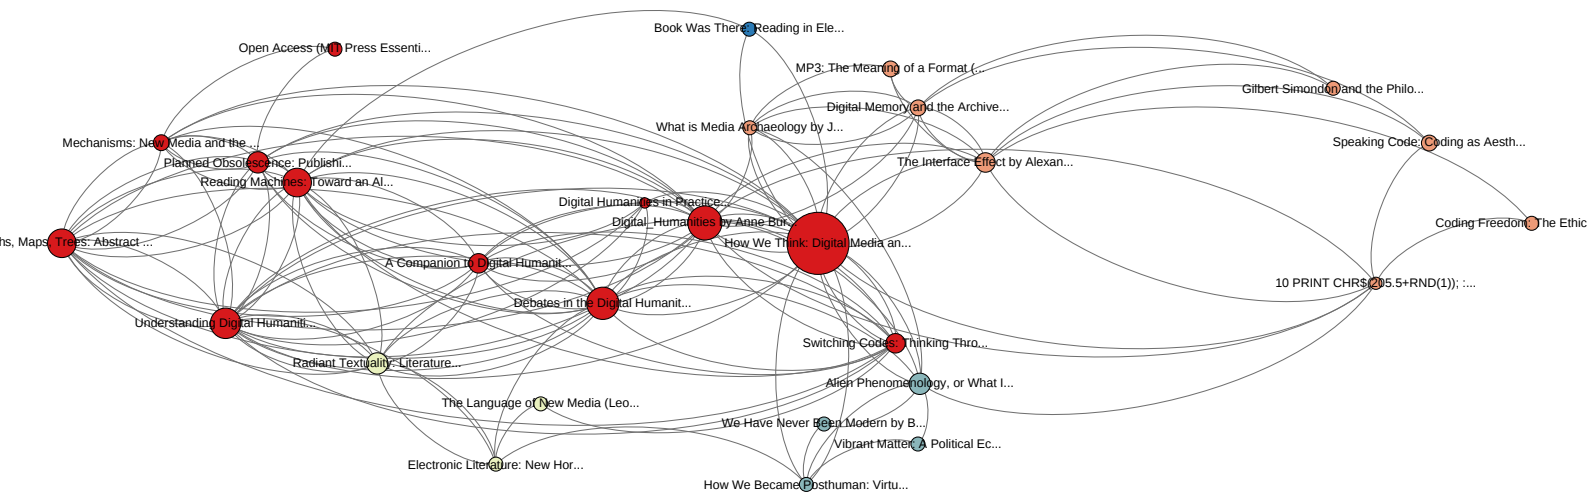 Book Was There: Reading in Ele...
Open Access (MIT Press Essenti...
MP3: The Meaning of a Format (...
Gilbert Simondon and the Philo...
Digital Memory and the Archive...
What is Media Archaeology by J...
Mechanisms: New Media and the ...
Speaking Code: Coding as Aesth...
Planned Obsolescence: Publishi...
The Interface Effect by Alexan...
Reading Machines: Toward an Al...
Digital Humanities in Practice...
Digital_Humanities by Anne Bur...
Coding Freedom: The Ethic
hs, Maps, Trees: Abstract ...
How We Think: Digital Media an...
A Companion to Digital Humanit...
10 PRINT CHR$(205.5+RND(1)); :...
Debates in the Digital Humanit...
Understanding Digital Humaniti...
Switching Codes: Thinking Thro...
Radiant Textuality: Literature...
Alien Phenomenology, or What I...
The Language of New Media (Leo...
We Have Never Been Modern by B...
Vibrant Matter: A Political Ec...
Electronic Literature: New Hor...
How We Became Posthuman: Virtu...